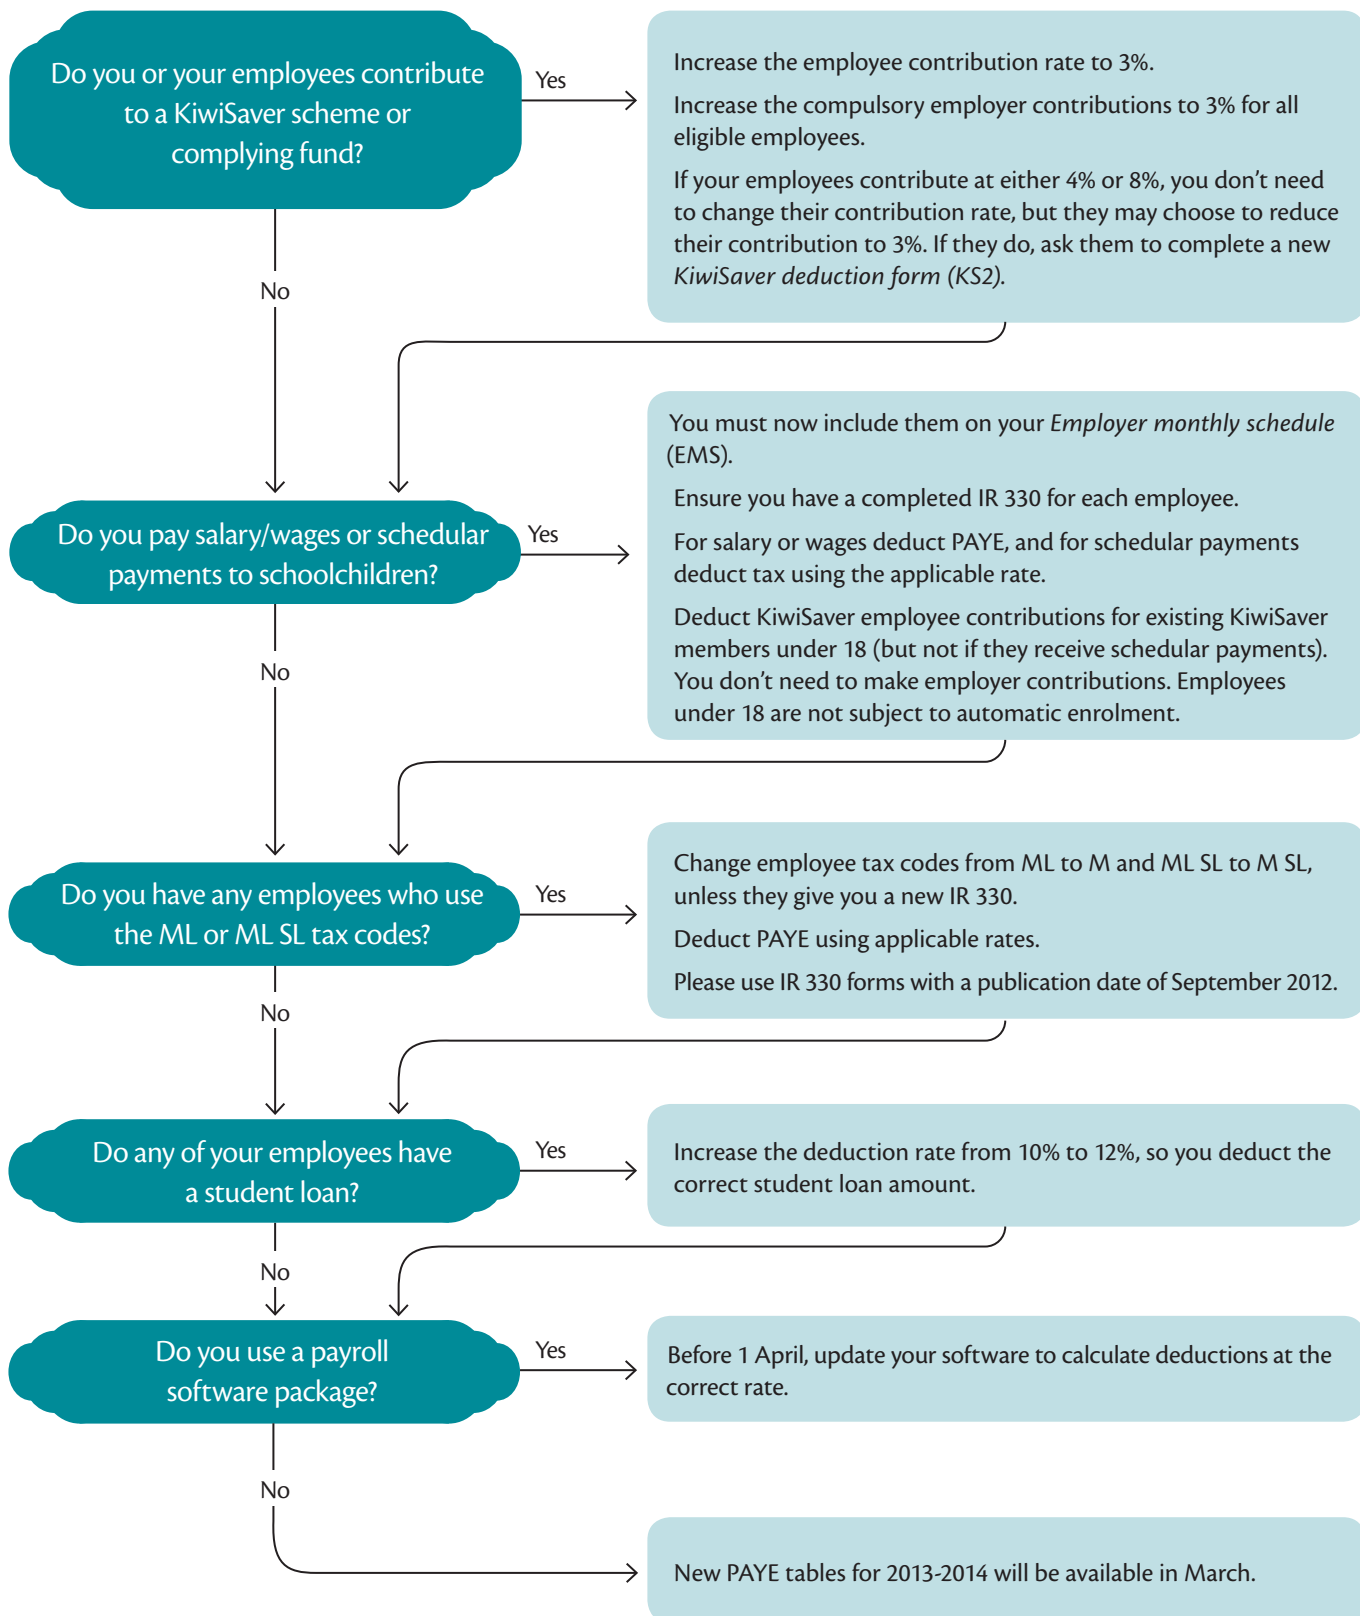 Do you or your employees contribute
to a KiwiSaver scheme or
complying fund?
Yes
Increase the employee contribution rate to 3%.
Increase the compulsory employer contributions to 3% for all
eligible employees.
If your employees contribute at either 4% or 8%, you don’t need
to change their contribution rate, but they may choose to reduce
their contribution to 3%. If they do, ask them to complete a new
KiwiSaver deduction form (KS2).
No
Do you pay salary/wages or schedular
payments to schoolchildren?
Yes
You must now include them on your Employer monthly schedule
(EMS).
Ensure you have a completed IR 330 for each employee.
For salary or wages deduct PAYE, and for schedular payments
deduct tax using the applicable rate.
Deduct KiwiSaver employee contributions for existing KiwiSaver
members under 18 (but not if they receive schedular payments).
You don’t need to make employer contributions. Employees
under 18 are not subject to automatic enrolment.
No
Do you have any employees who use
the ML or ML SL tax codes?
Yes
Change employee tax codes from ML to M and ML SL to M SL,
unless they give you a new IR 330.
Deduct PAYE using applicable rates.
Please use IR 330 forms with a publication date of September 2012.
No
Do any of your employees have
a student loan?
Yes
Increase the deduction rate from 10% to 12%, so you deduct the
correct student loan amount.
No
Do you use a payroll
software package?
Yes
Before 1 April, update your software to calculate deductions at the
correct rate.
No
New PAYE tables for 2013-2014 will be available in March.